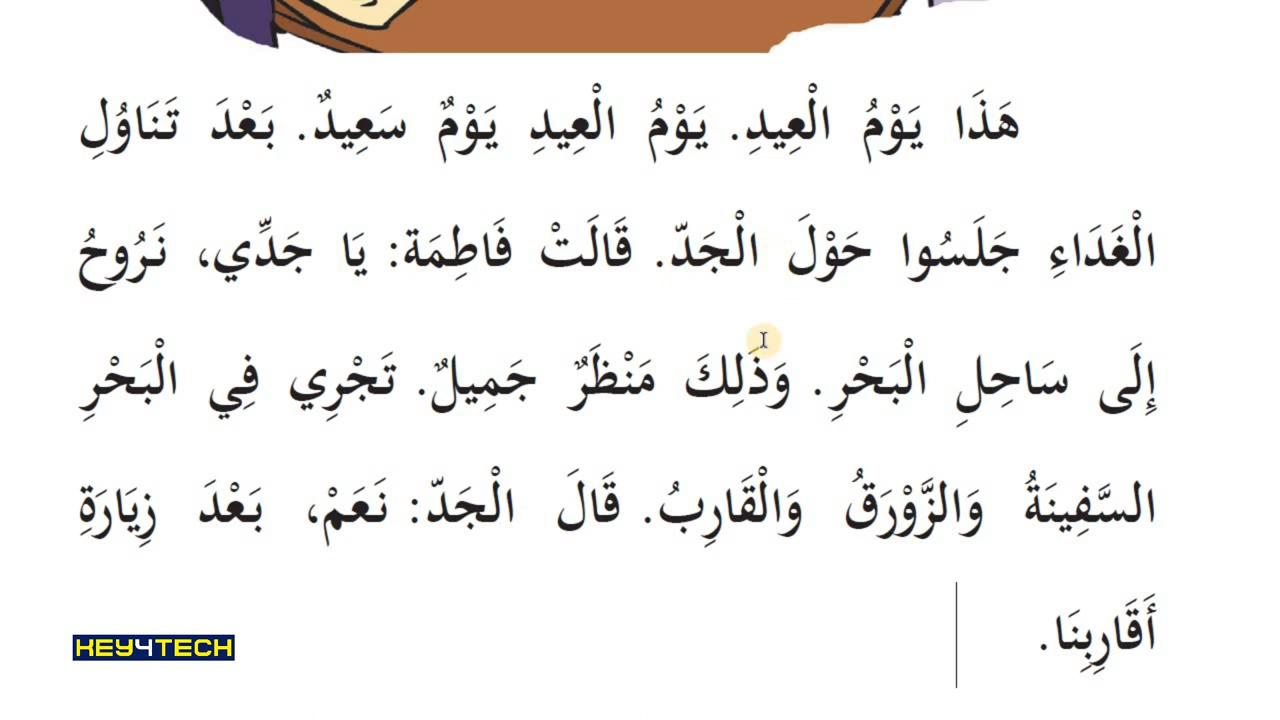 هَذَا يَوْمُ الْعِيدِ. يَوْمُ الْعِيدِ يَوْمٌ سَعِيدٌ. بَعْدَ تَنَاوُلِ
الْغَدَاءِ جَلَسُوا حَوْلَ الْجَدّ. قَالَتْ فَاطِمَة: يَا جَدِّي، نَرُوحُ
إِلَى سَاحِلِ الْبَحْرِ. وَذَلِكَ مَنْظَرٌ جَمِيلٌ. تَجْرِي فِي الْبَحْرِ
السَّفِينَةُ وَالزَّوْرَقُ وَالْقَارِبُ. قَالَ الْجَدّ: نَعَمْ، بَعْدَ زِيَارَةِ
أَقَارِبِنَا.
KEY4TECH